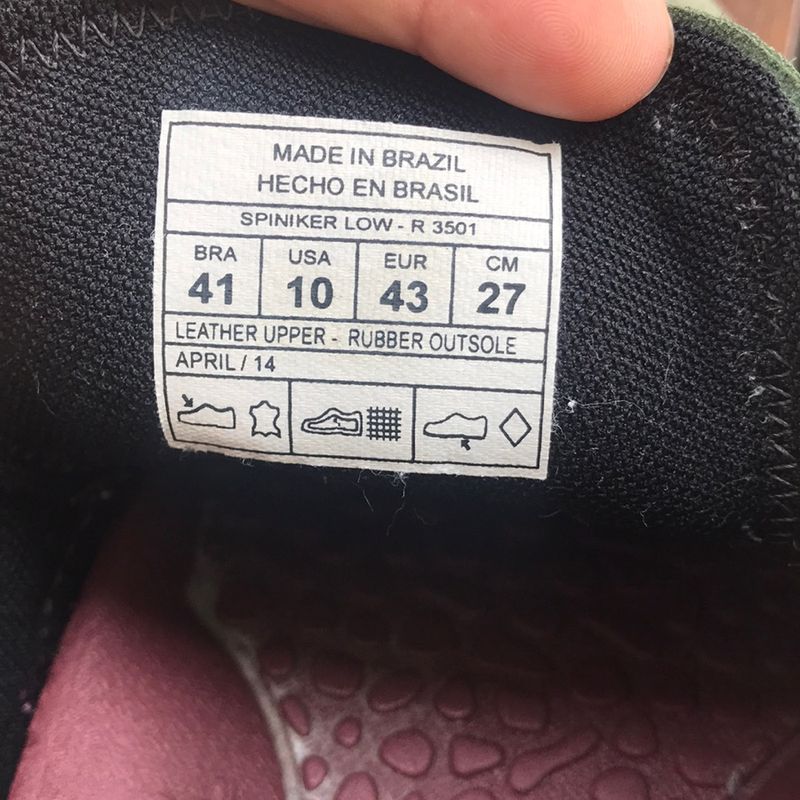 MADE IN BRAZIL
HECHO EN BRASIL
SPINIKER LOW - R 3501
BRA USA EUR CM
41 10 43 27
LEATHER UPPER - RUBBER OUTSOLE
APRIL / 14